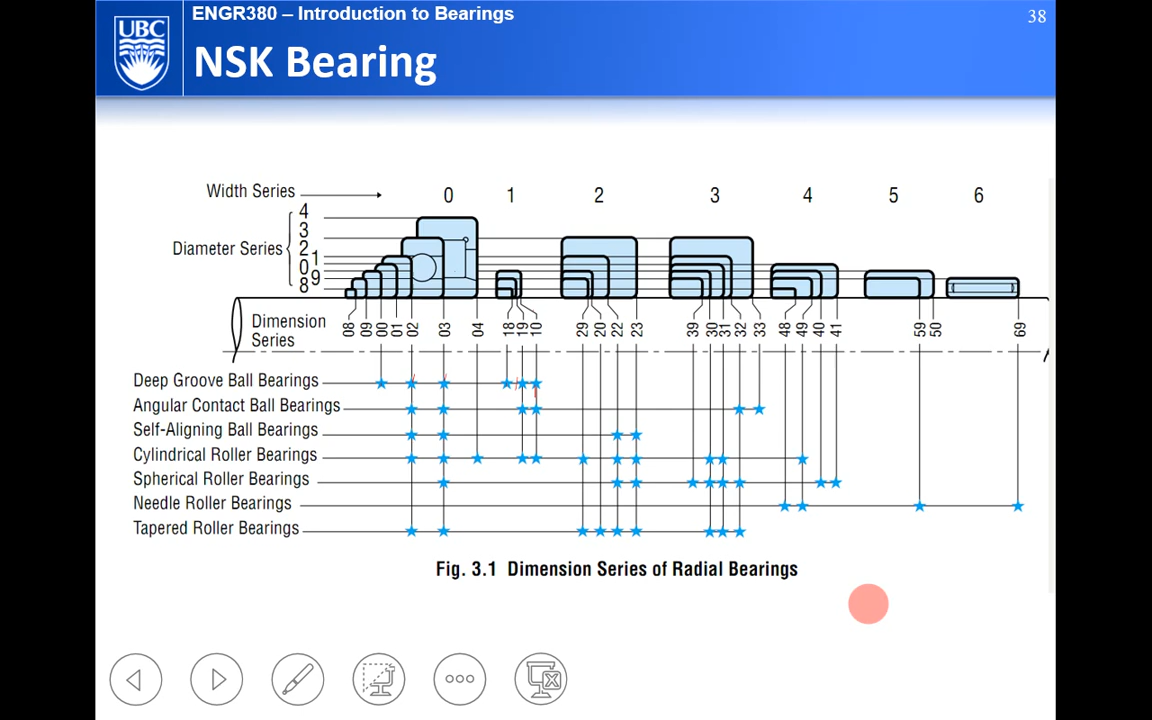 ENGR380 – Introduction to Bearings
38
UBC
NSK Bearing
Width Series 0 1 2 3 4 5 6
Diameter Series
4
3
2
1
0
9
8
Dimension Series
08 09 00 01 02 03 04 18 19 10 29 20 22 23 39 30 31 32 33 48 49 40 41 59 50 69
Deep Groove Ball Bearings
Angular Contact Ball Bearings
Self-Aligning Ball Bearings
Cylindrical Roller Bearings
Spherical Roller Bearings
Needle Roller Bearings
Tapered Roller Bearings
Fig. 3.1 Dimension Series of Radial Bearings